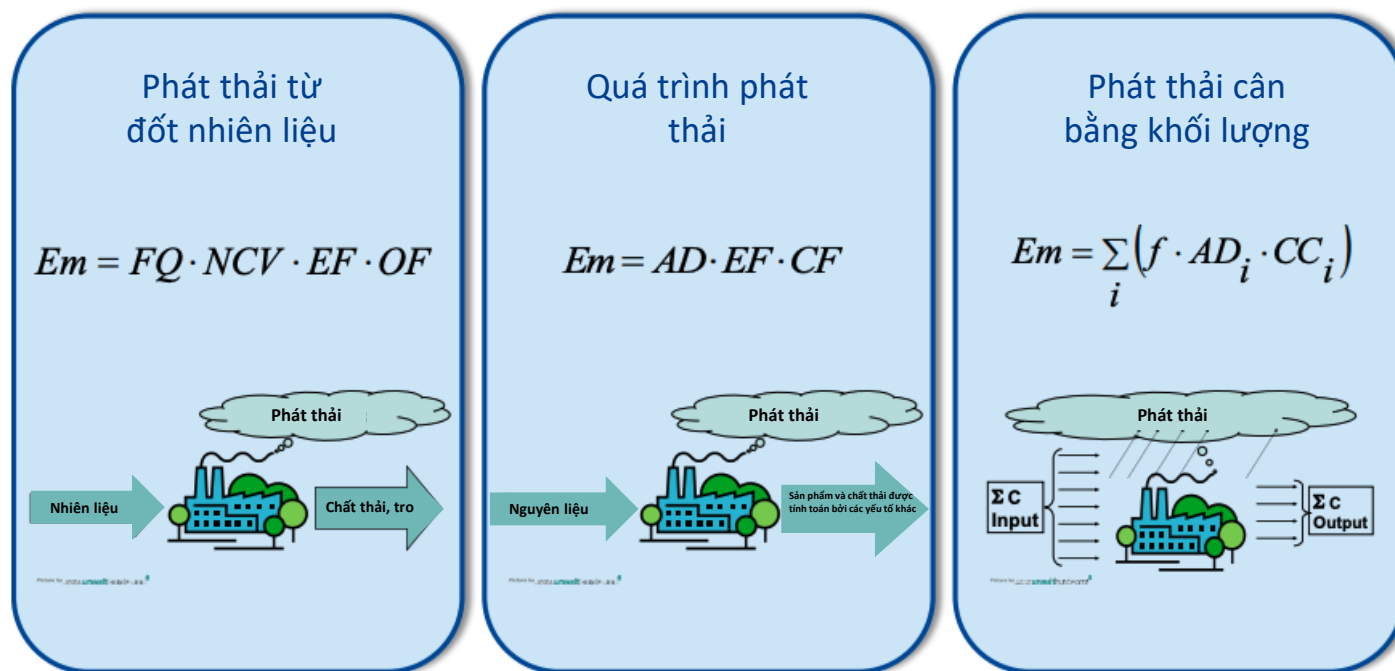 Phát thải từ
đốt nhiên liệu
Em = FQ · NCV · EF · OF
Phát thải
Nhiên liệu
Chất thải, tro
Quá trình phát
thải
Em = AD · EF · CF
Phát thải
Nguyên liệu
Sản phẩm và chất thải được
tính toán bởi các yếu tố khác
Phát thải cân
bằng khối lượng
Em = ∑ (f · AD_i · CC_i)
i
Phát thải
Σ C
Input
Σ C
Output